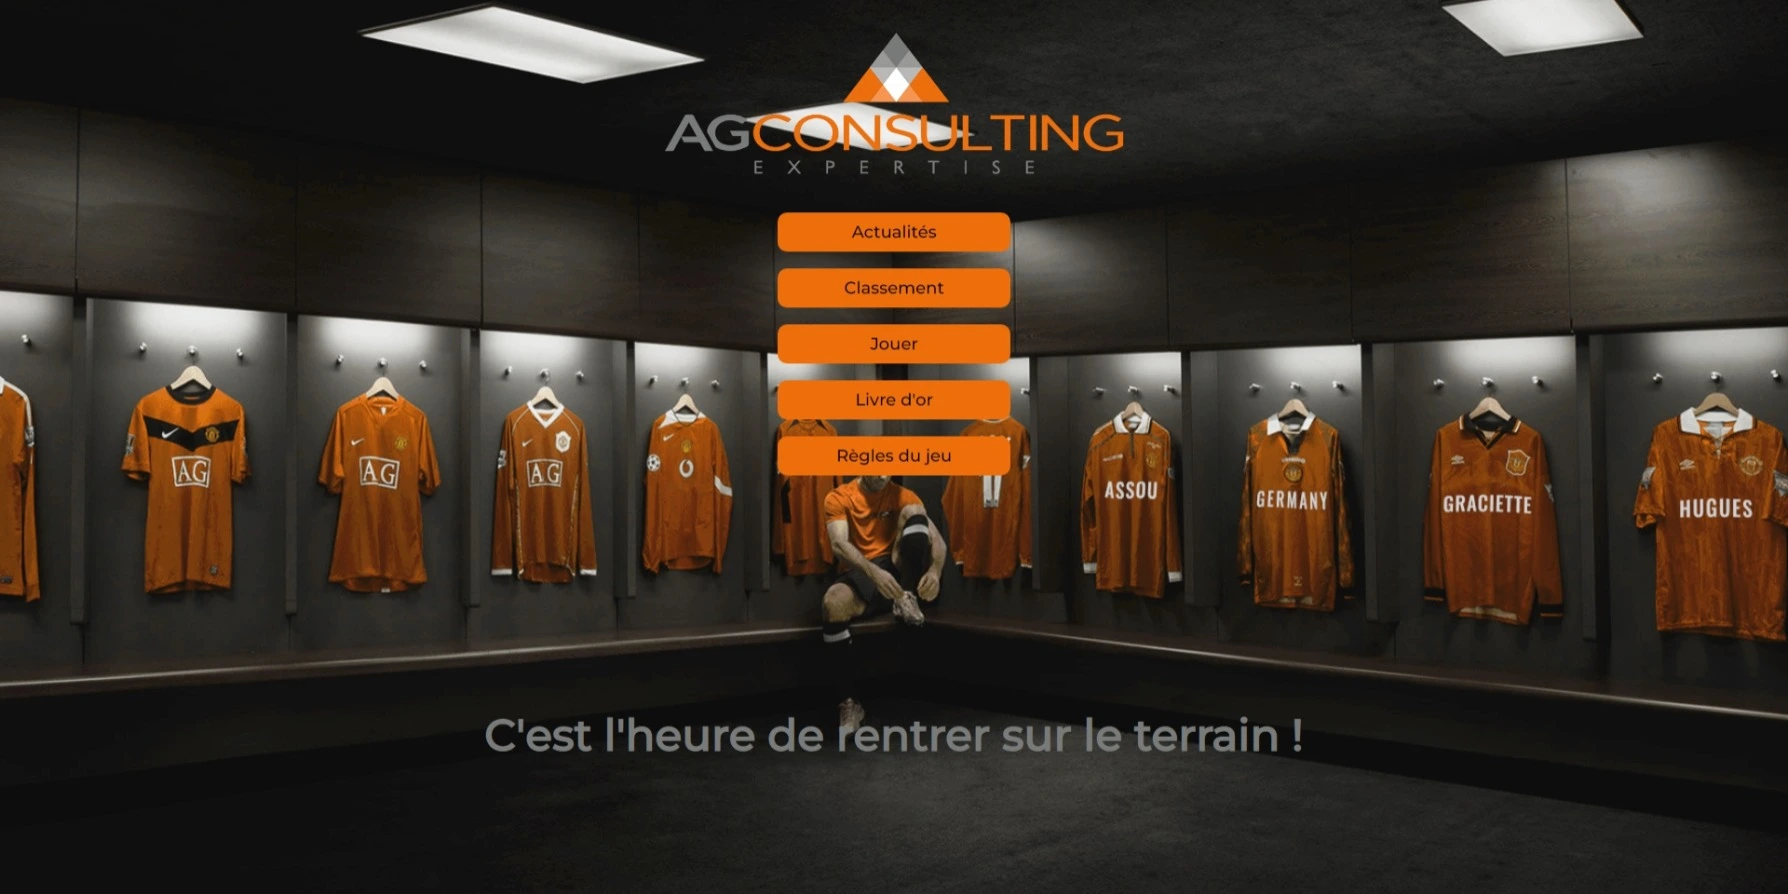 AGCONSULTING
EXPERTISE
Actualités
Classement
Jouer
Livre d'or
Règles du jeu
AG
AG
AG
11
ASSOU
GERMANY
GRACIETTE
HUGUES
C'est l'heure de rentrer sur le terrain !